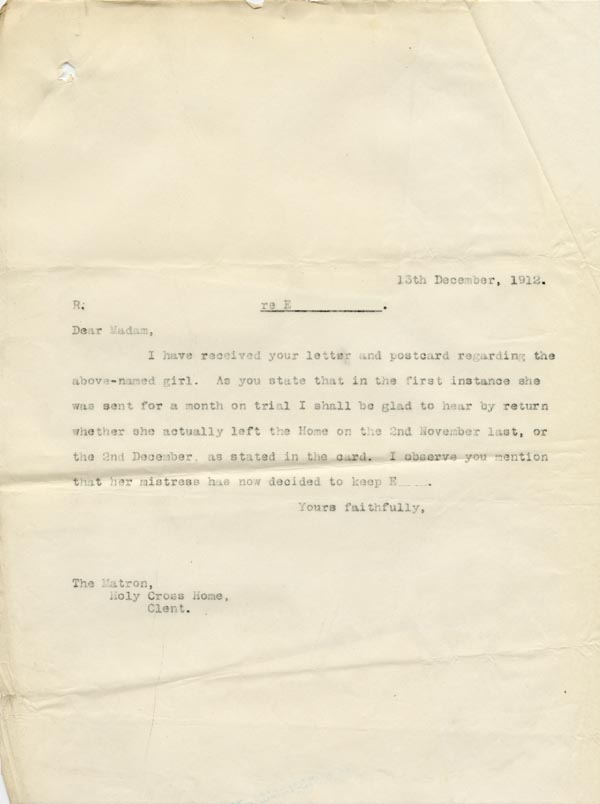 13th December, 1912.
R: re E__________.
Dear Madam,
I have received your letter and postcard regarding the
above-named girl. As you state that in the first instance she
was sent for a month on trial I shall be glad to hear by return
whether she actually left the Home on the 2nd November last, or
the 2nd December, as stated in the card. I observe you mention
that her mistress has now decided to keep E__ __.
Yours faithfully,
The Matron,
Holy Cross Home,
Clent.